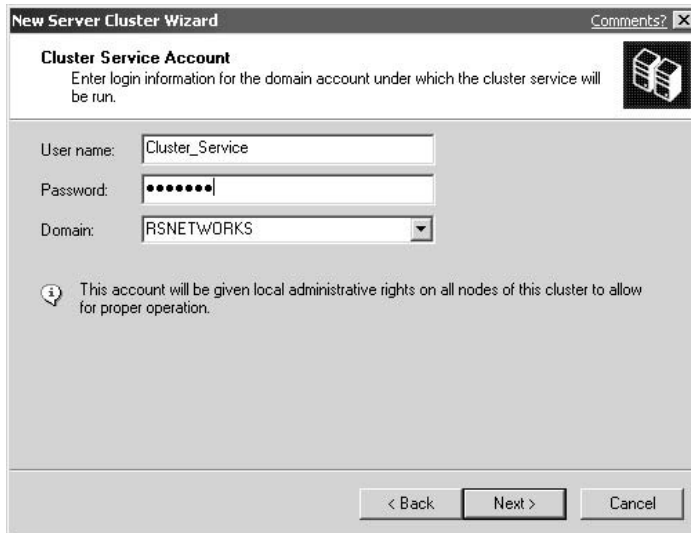 New Server Cluster Wizard Comments?
Cluster Service Account
Enter login information for the domain account under which the cluster service will
be run.
User name: Cluster_Service
Password: •••••••
Domain: RSNETWORKS
This account will be given local administrative rights on all nodes of this cluster to allow
for proper operation.
< Back Next > Cancel